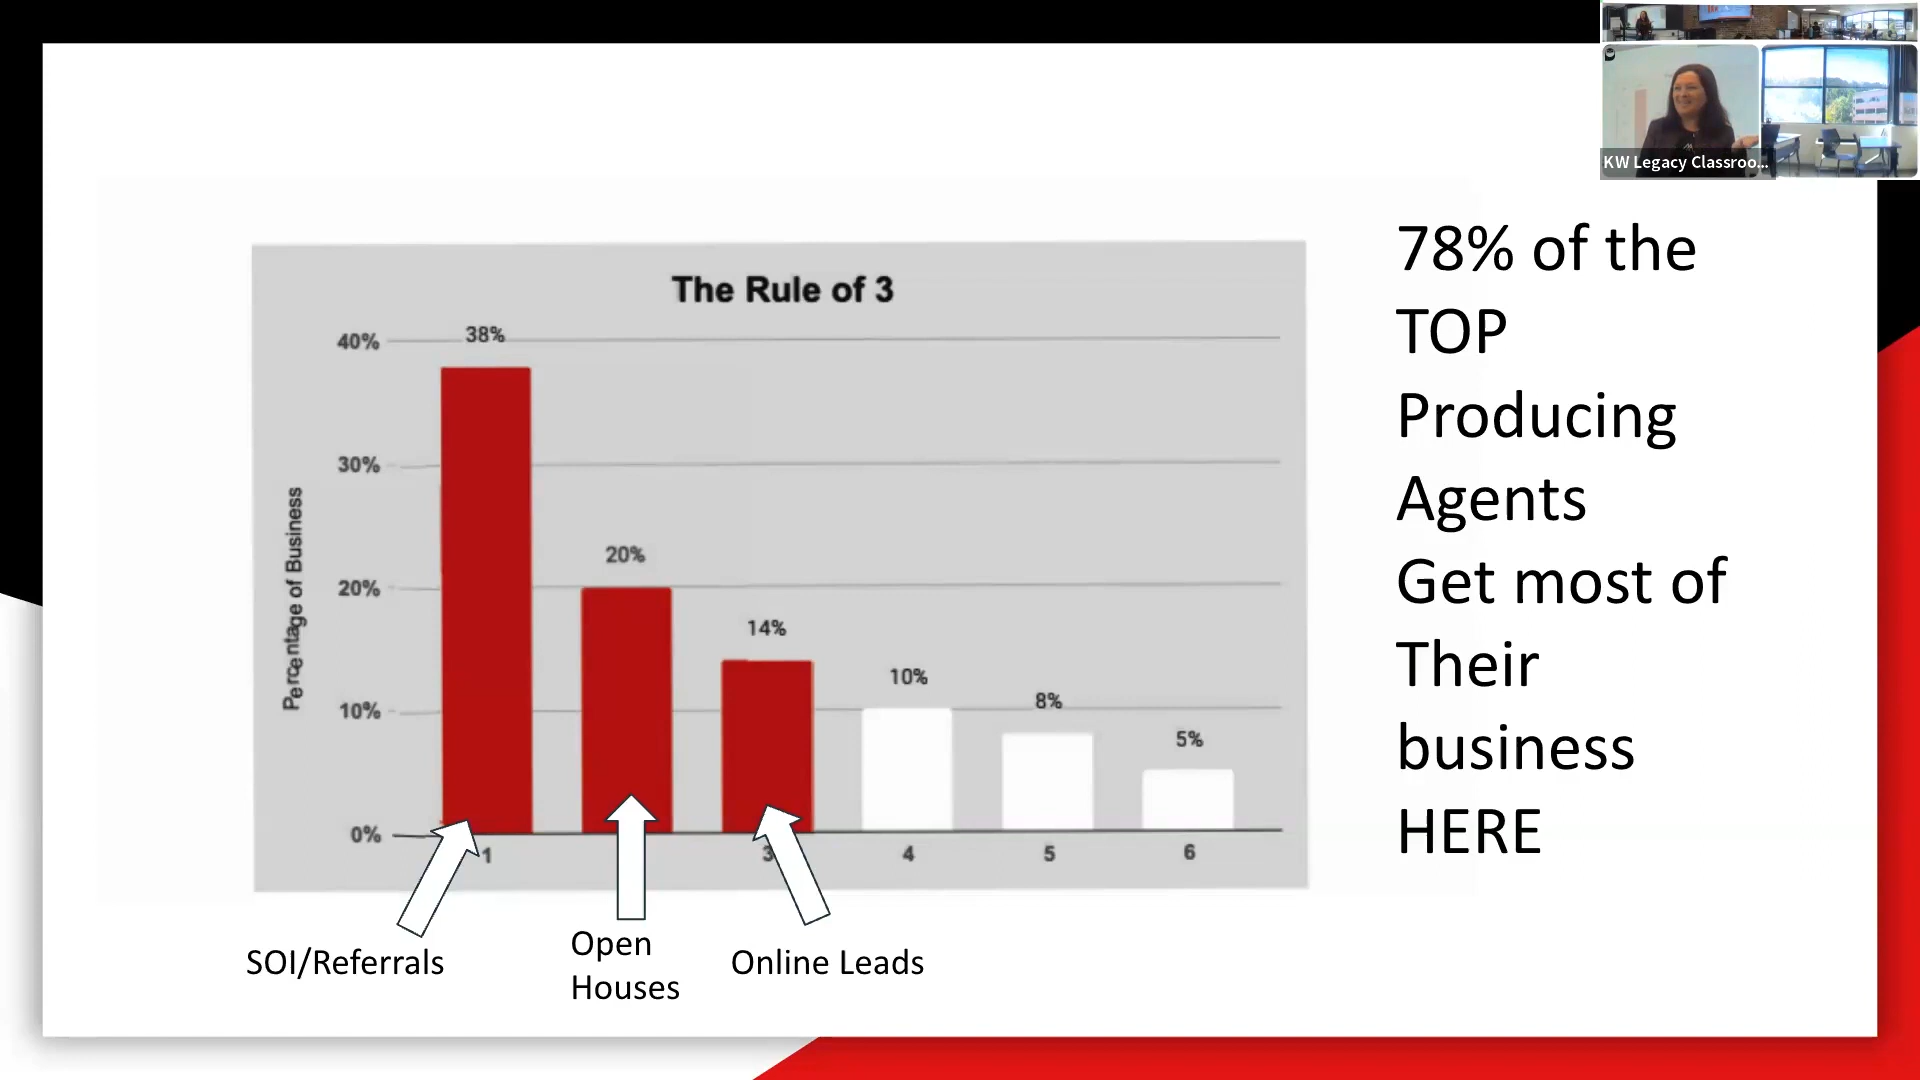 KW Legacy Classroo...
The Rule of 3
Percentage of Business
40%
30%
20%
10%
0%
38%
20%
14%
10%
8%
5%
1
3
4
5
6
SOI/Referrals
Open
Houses
Online Leads
78% of the
TOP
Producing
Agents
Get most of
Their
business
HERE